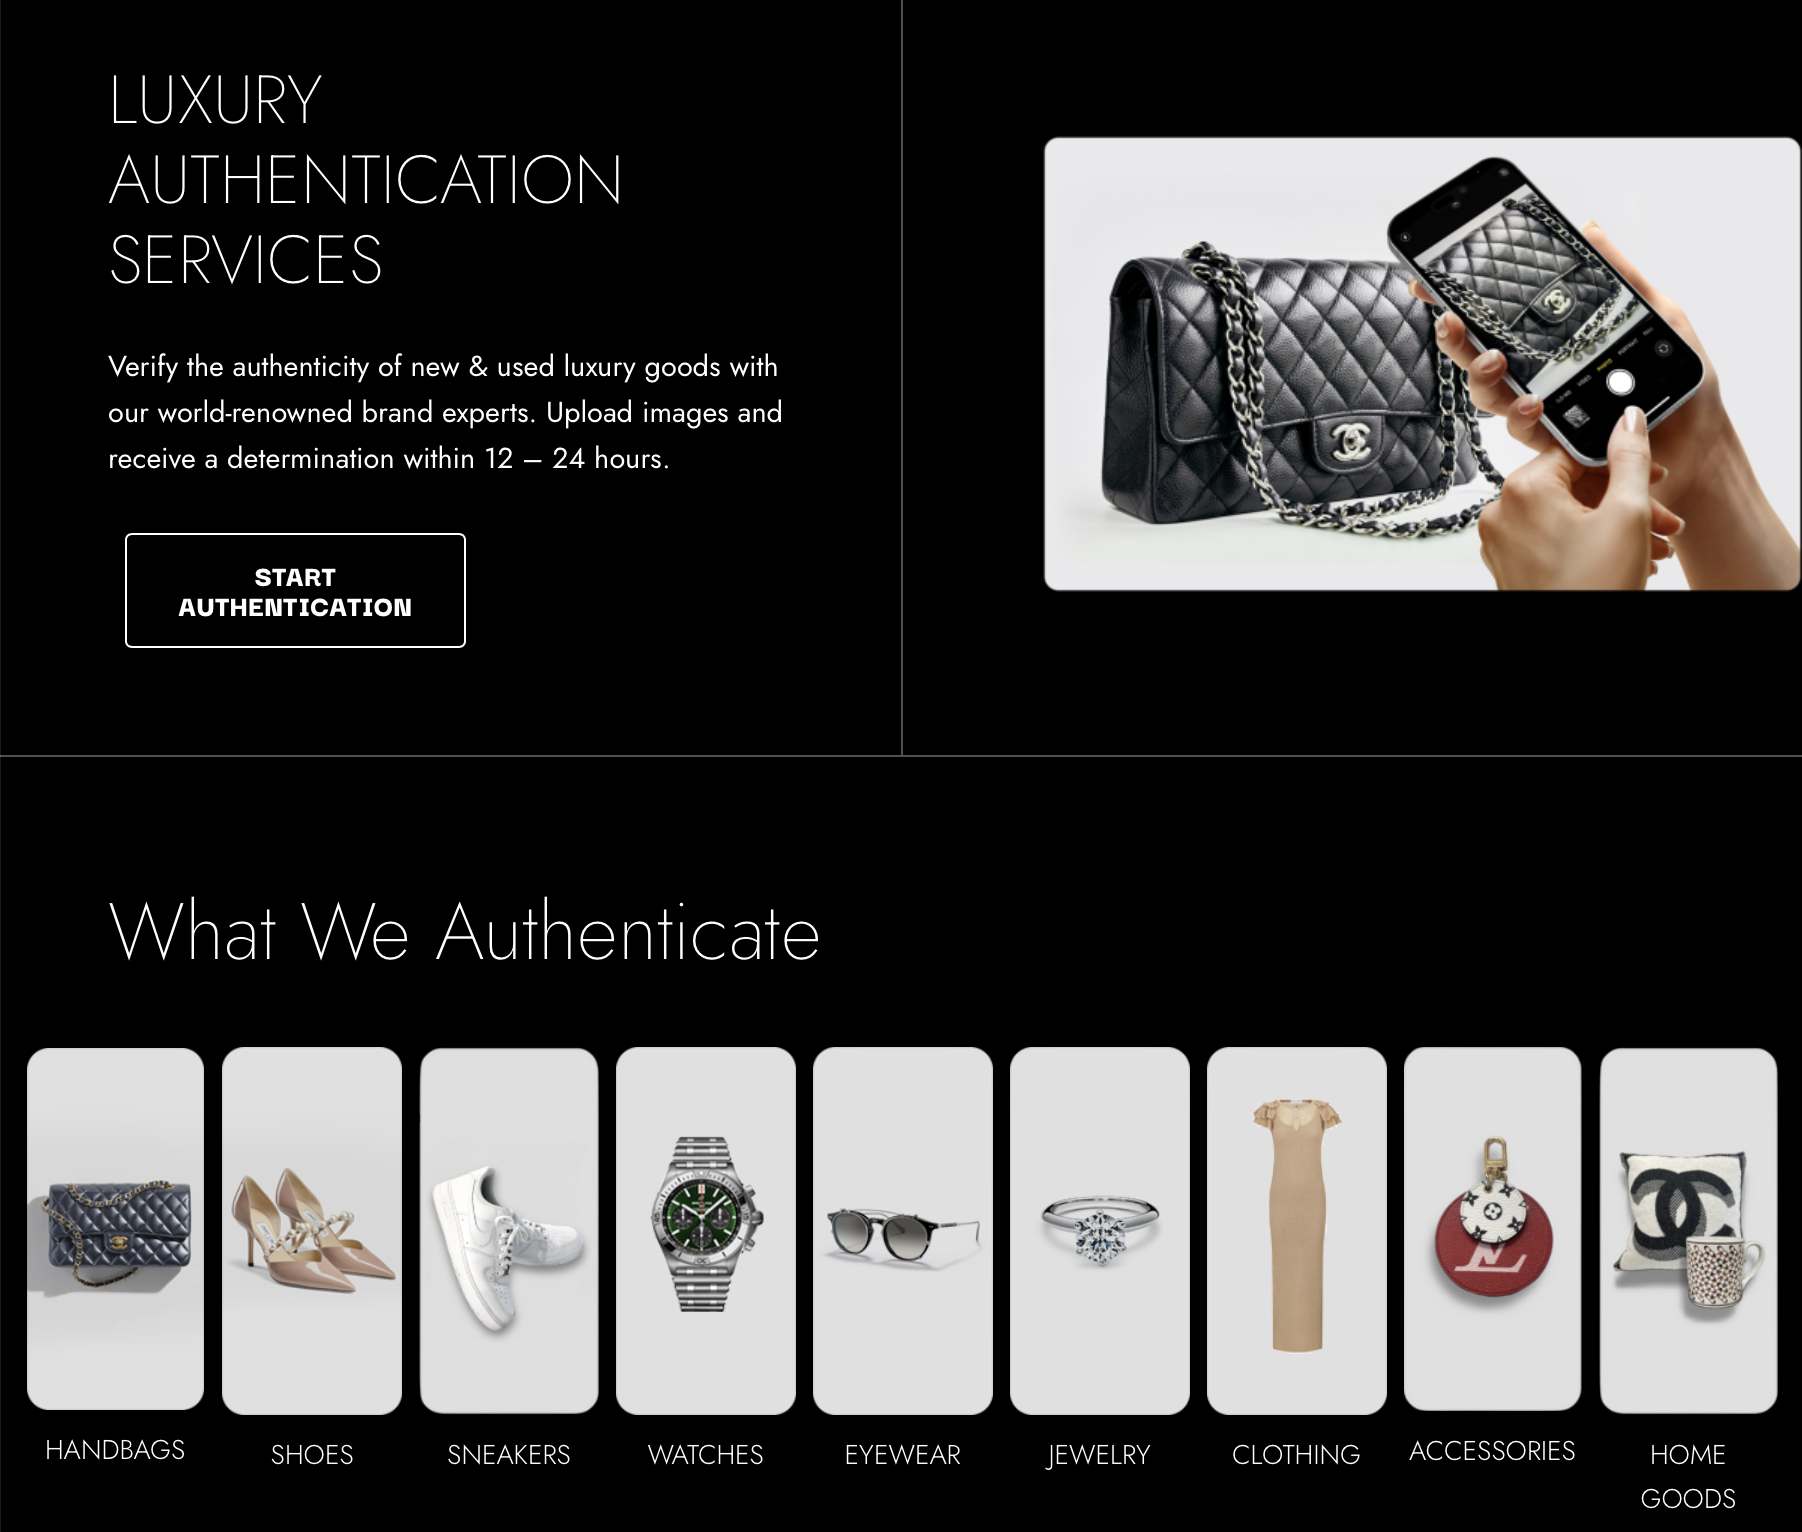 LUXURY
AUTHENTICATION
SERVICES
Verify the authenticity of new & used luxury goods with
our world-renowned brand experts. Upload images and
receive a determination within 12 – 24 hours.
START
AUTHENTICATION
What We Authenticate
HANDBAGS
SHOES
SNEAKERS
WATCHES
EYEWEAR
JEWELRY
CLOTHING
ACCESSORIES
HOME
GOODS